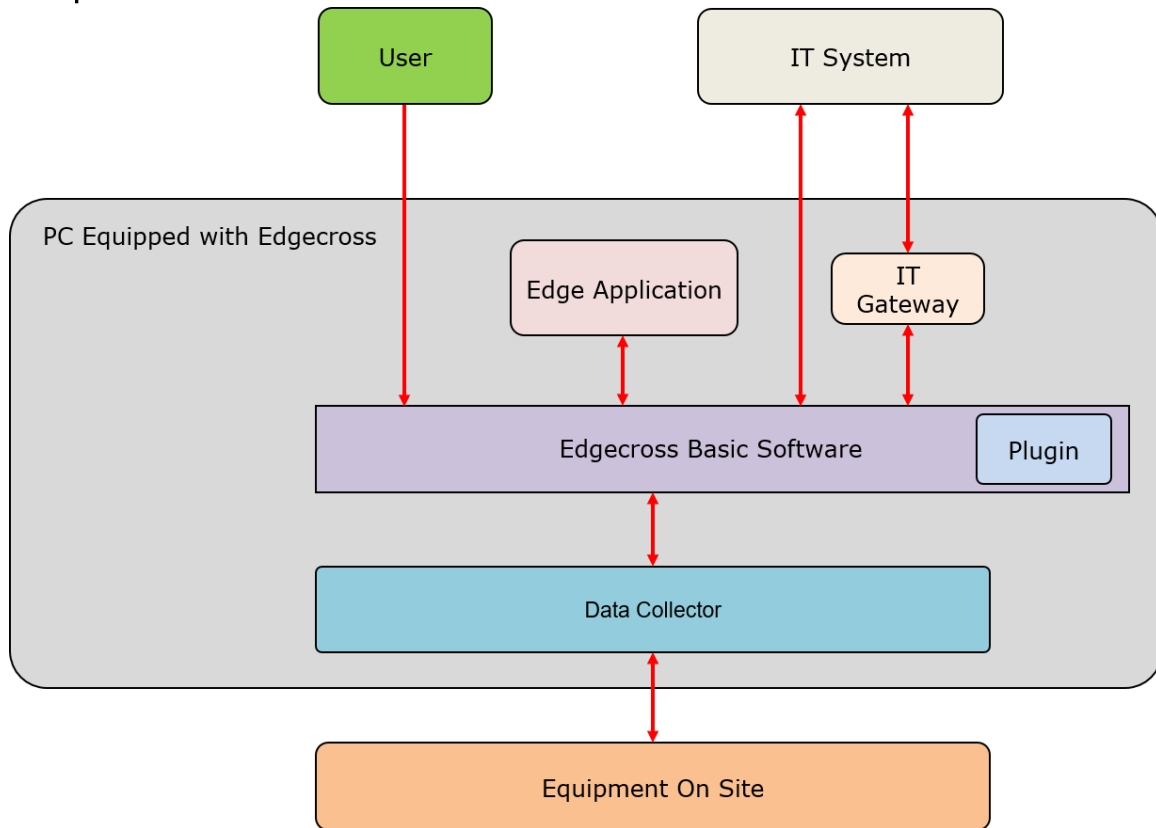 User
IT System
PC Equipped with Edgecross
Edge Application
IT
Gateway
Edgecross Basic Software
Plugin
Data Collector
Equipment On Site